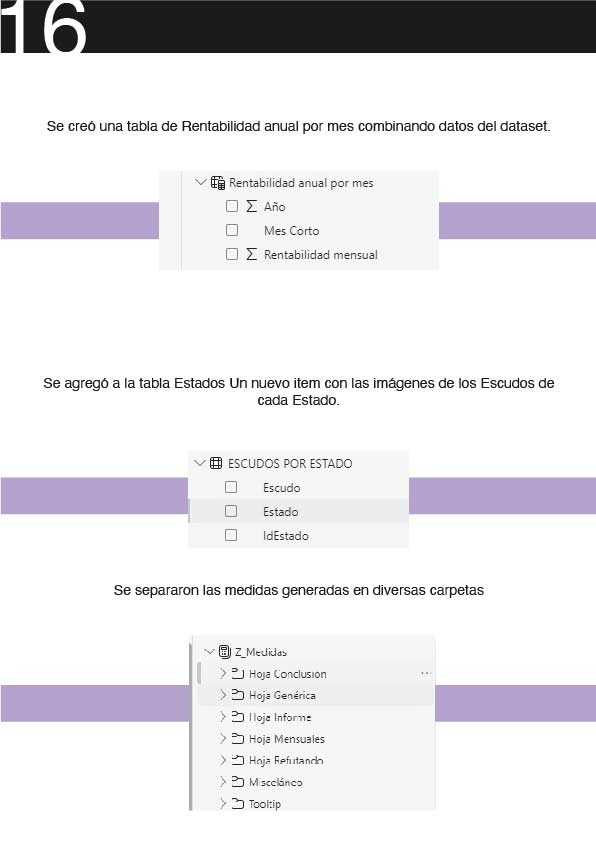 16
Se creó una tabla de Rentabilidad anual por mes combinando datos del dataset.
Rentabilidad anual por mes
Año
Mes Corto
Rentabilidad mensual
Se agregó a la tabla Estados Un nuevo item con las imágenes de los Escudos de
cada Estado.
ESCUDOS POR ESTADO
Escudo
Estado
IdEstado
Se separaron las medidas generadas en diversas carpetas
Z_Medidas
Hoja Conclusión
Hoja Genérica
Hoja Informe
Hoja Mensuales
Hoja Refutando
Misceláneo
Tooltip